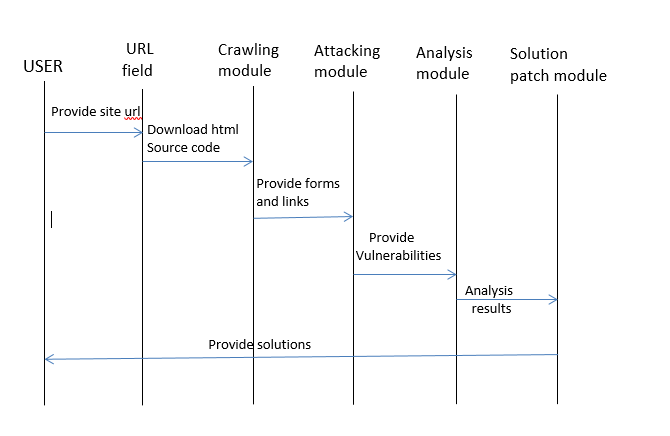 USER
URL
field
Crawling
module
Attacking
module
Analysis
module
Solution
patch module
Provide site url
Download html
Source code
Provide forms
and links
Provide
Vulnerabilities
Analysis
results
Provide solutions